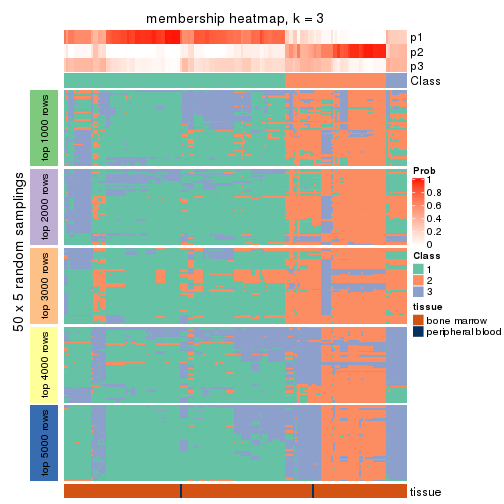 membership heatmap, k = 3
p1
p2
p3
Class
50 x 5 random samplings
top 1000 rows
top 2000 rows
top 3000 rows
top 4000 rows
top 5000 rows
Prob
1
0.8
0.6
0.4
0.2
0
Class
1
2
3
tissue
bone marrow
peripheral blood
tissue